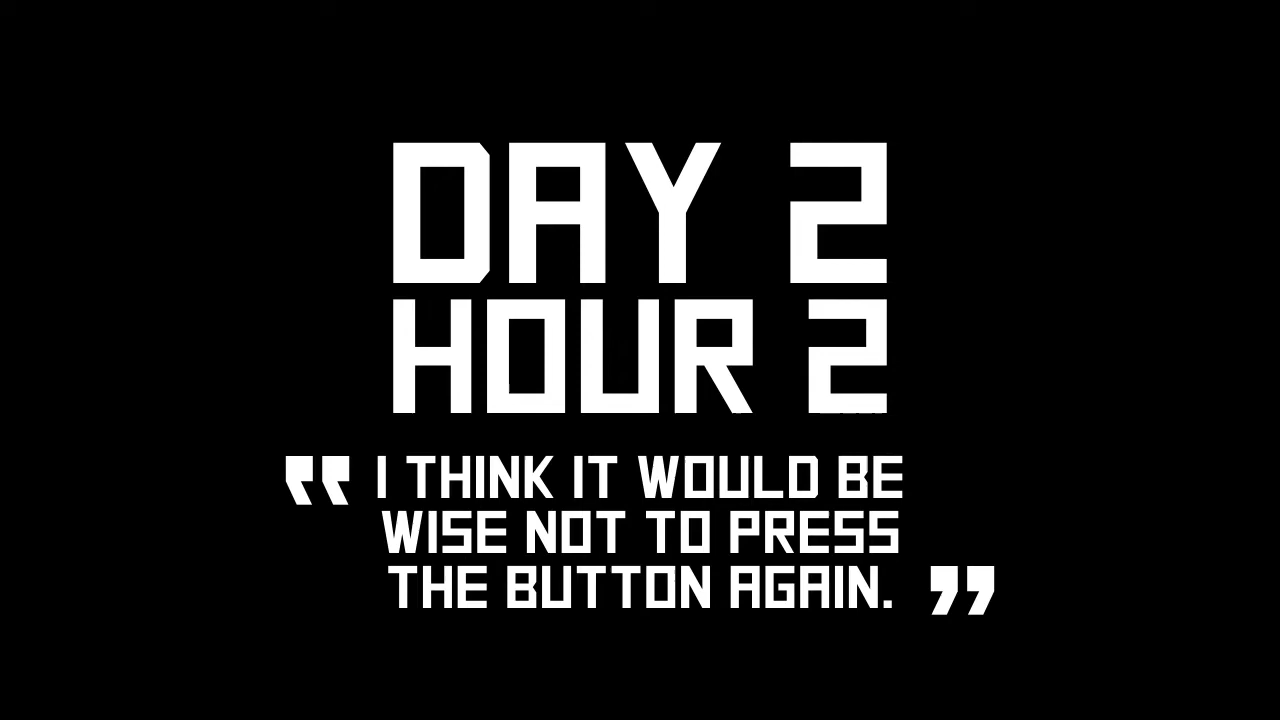 DAY 2
HOUR 2
"I THINK IT WOULD BE
WISE NOT TO PRESS
THE BUTTON AGAIN."